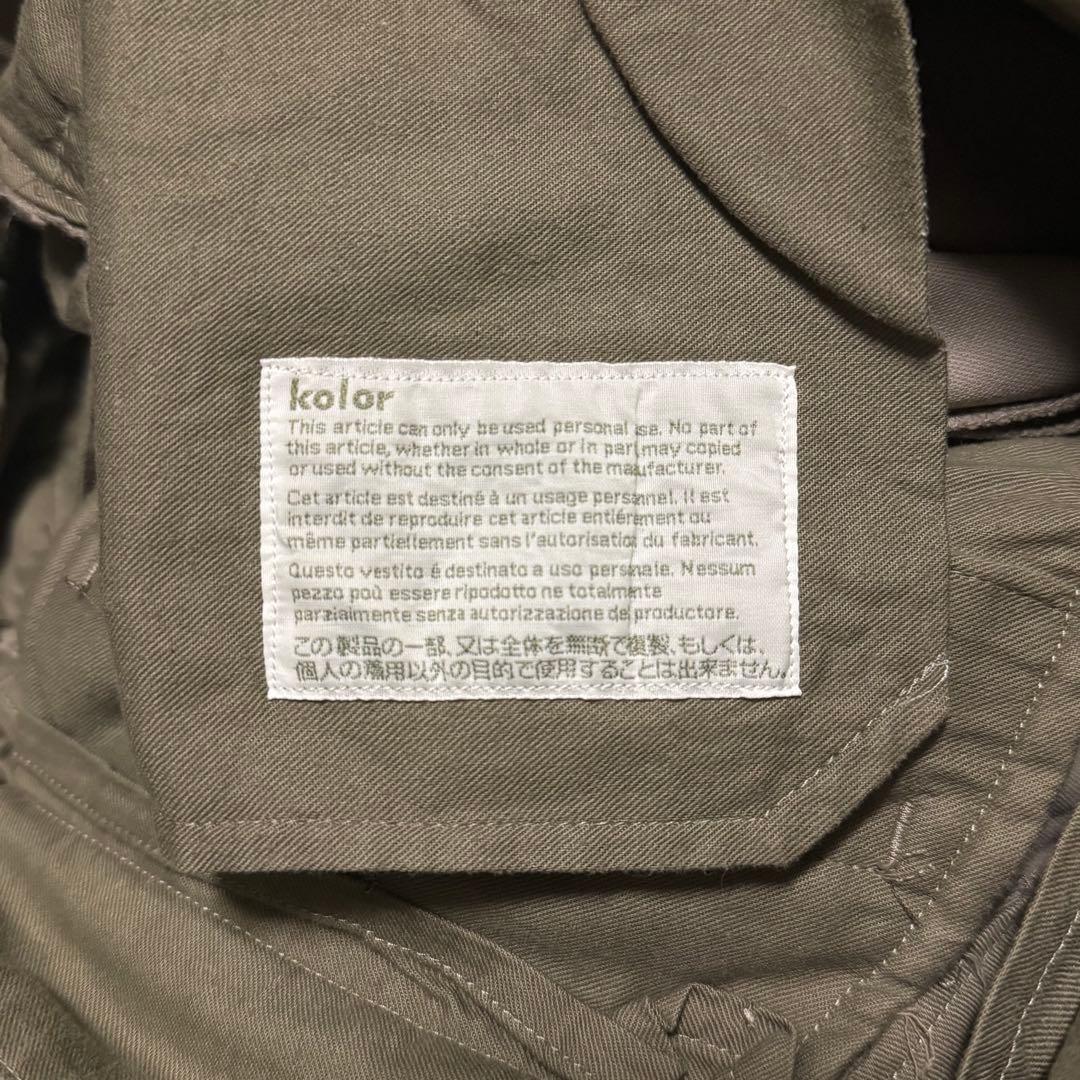 kolor
This article can only be used personal use. No part of
this article, whether in whole or in part may copied
or used without the consent of the manufacturer.
Cet article est destiné à un usage personnel. Il est
interdit de reproduire cet article entiérement ou
même partiellement sans l'autorisation du fabricant.
Questo vestito é destinato a uso personale. Nessum
pezzo poù essere ripodotto ne totalmente
parzialmente senza autorizzazione del productore.
この製品の一部、又は全体を無断で複製、もしくは、
個人の着用以外の目的で使用することは出来ません。